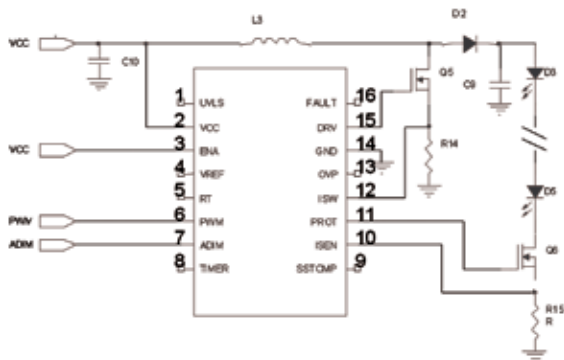 VCC
L3
D2
C10
Q5
C9
D3
1 UVLS FAULT 16
2 VCC DRV 15
VCC
3 ENA GND 14
R14
4 VREF OVP 13
5 RT ISW 12
D5
PWM
6 PWM PROT 11
ADIM
7 ADIM ISEN 10
Q6
8 TIMER SSTCMP 9
R15
R